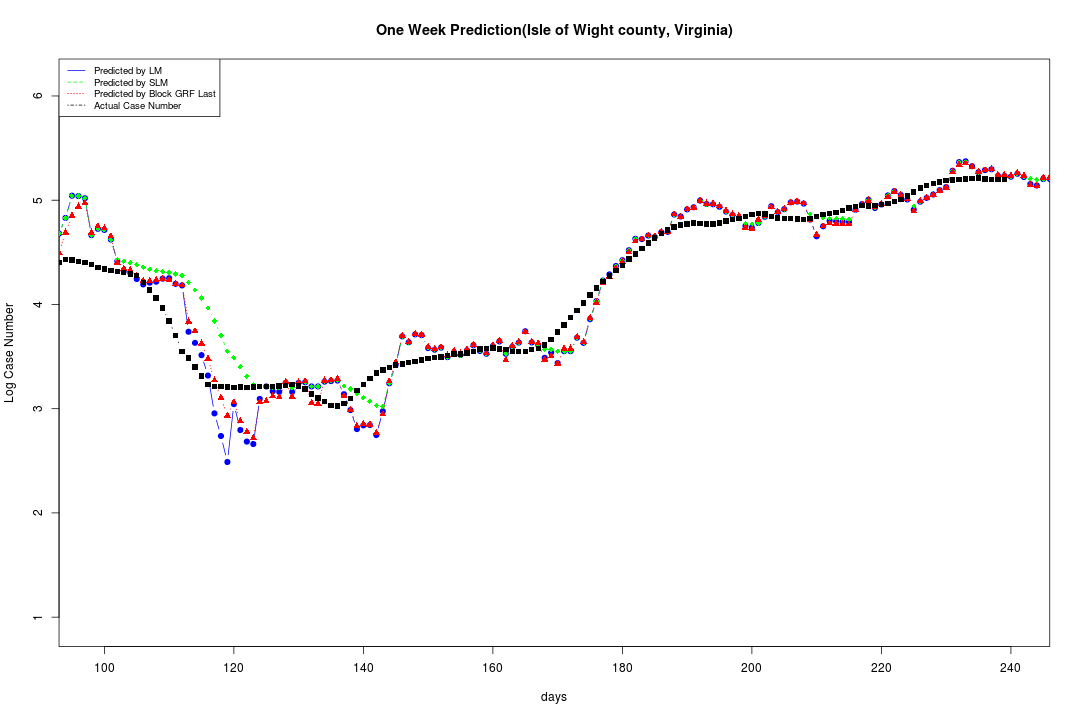 One Week Prediction(Isle of Wight county, Virginia)
Predicted by LM
Predicted by SLM
Predicted by Block GRF Last
Actual Case Number
6
5
4
3
2
1
Log Case Number
100 120 140 160 180 200 220 240
days